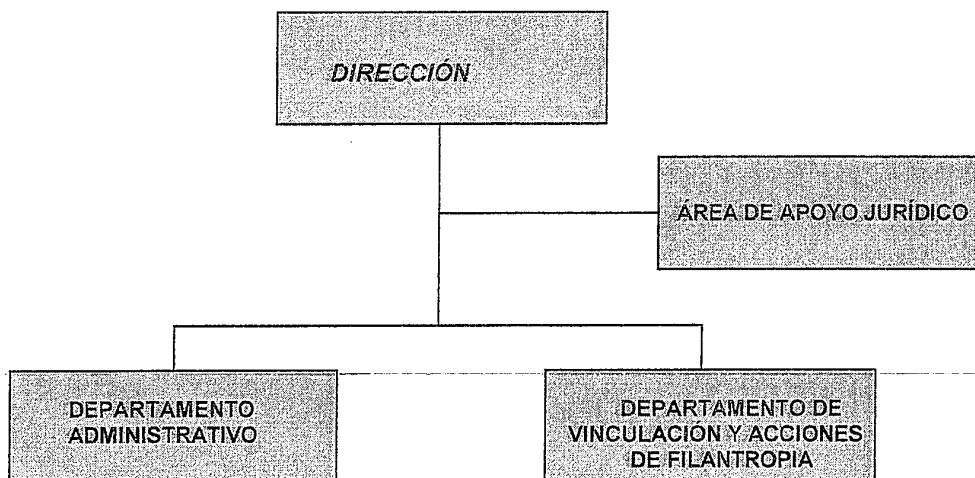 DIRECCIÓN
ÁREA DE APOYO JURÍDICO
DEPARTAMENTO
ADMINISTRATIVO
DEPARTAMENTO DE
VINCULACIÓN Y ACCIONES
DE FILANTROPIA